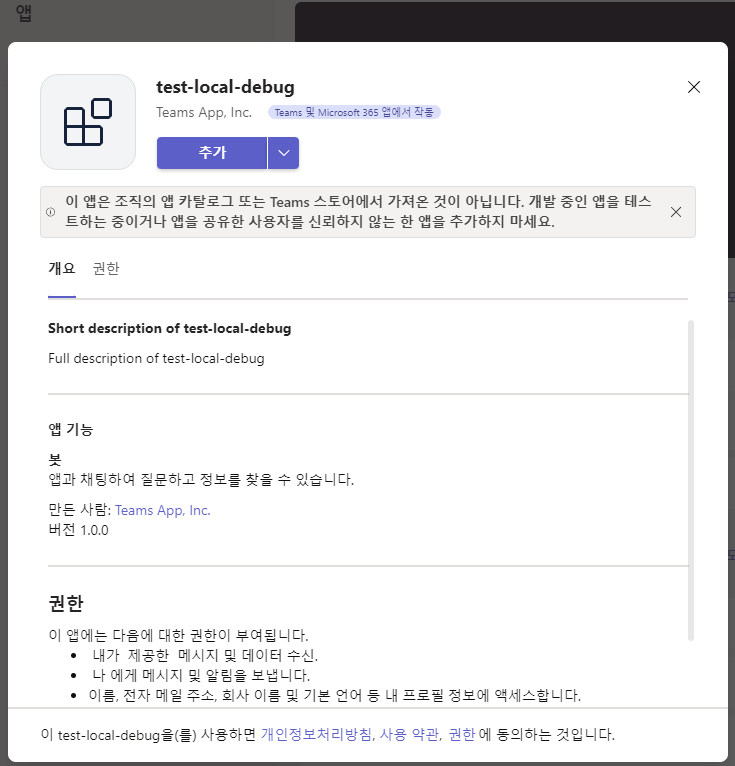 앱
test-local-debug
Teams App, Inc. Teams 및 Microsoft 365 앱에서 작동
추가
이 앱은 조직의 앱 카탈로그 또는 Teams 스토어에서 가져온 것이 아닙니다. 개발 중인 앱을 테스
트하는 중이거나 앱을 공유한 사용자를 신뢰하지 않는 한 앱을 추가하지 마세요.
개요 권한
Short description of test-local-debug
Full description of test-local-debug
앱 기능
봇
앱과 채팅하여 질문하고 정보를 찾을 수 있습니다.
만든 사람: Teams App, Inc.
버전 1.0.0
권한
이 앱에는 다음에 대한 권한이 부여됩니다.
• 내가 제공한 메시지 및 데이터 수신.
• 나 에게 메시지 및 알림을 보냅니다.
• 이름, 전자 메일 주소, 회사 이름 및 기본 언어 등 내 프로필 정보에 액세스합니다.
이 test-local-debug을(를) 사용하면 개인정보처리방침, 사용 약관, 권한 에 동의하는 것입니다.